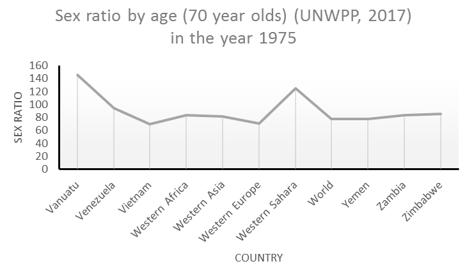 Sex ratio by age (70 year olds) (UNWPP, 2017)
in the year 1975
SEX RATIO
160
140
120
100
80
60
40
20
0
Vanuatu
Venezuela
Vietnam
Western Africa
Western Asia
Western Europe
Western Sahara
World
Yemen
Zambia
Zimbabwe
COUNTRY